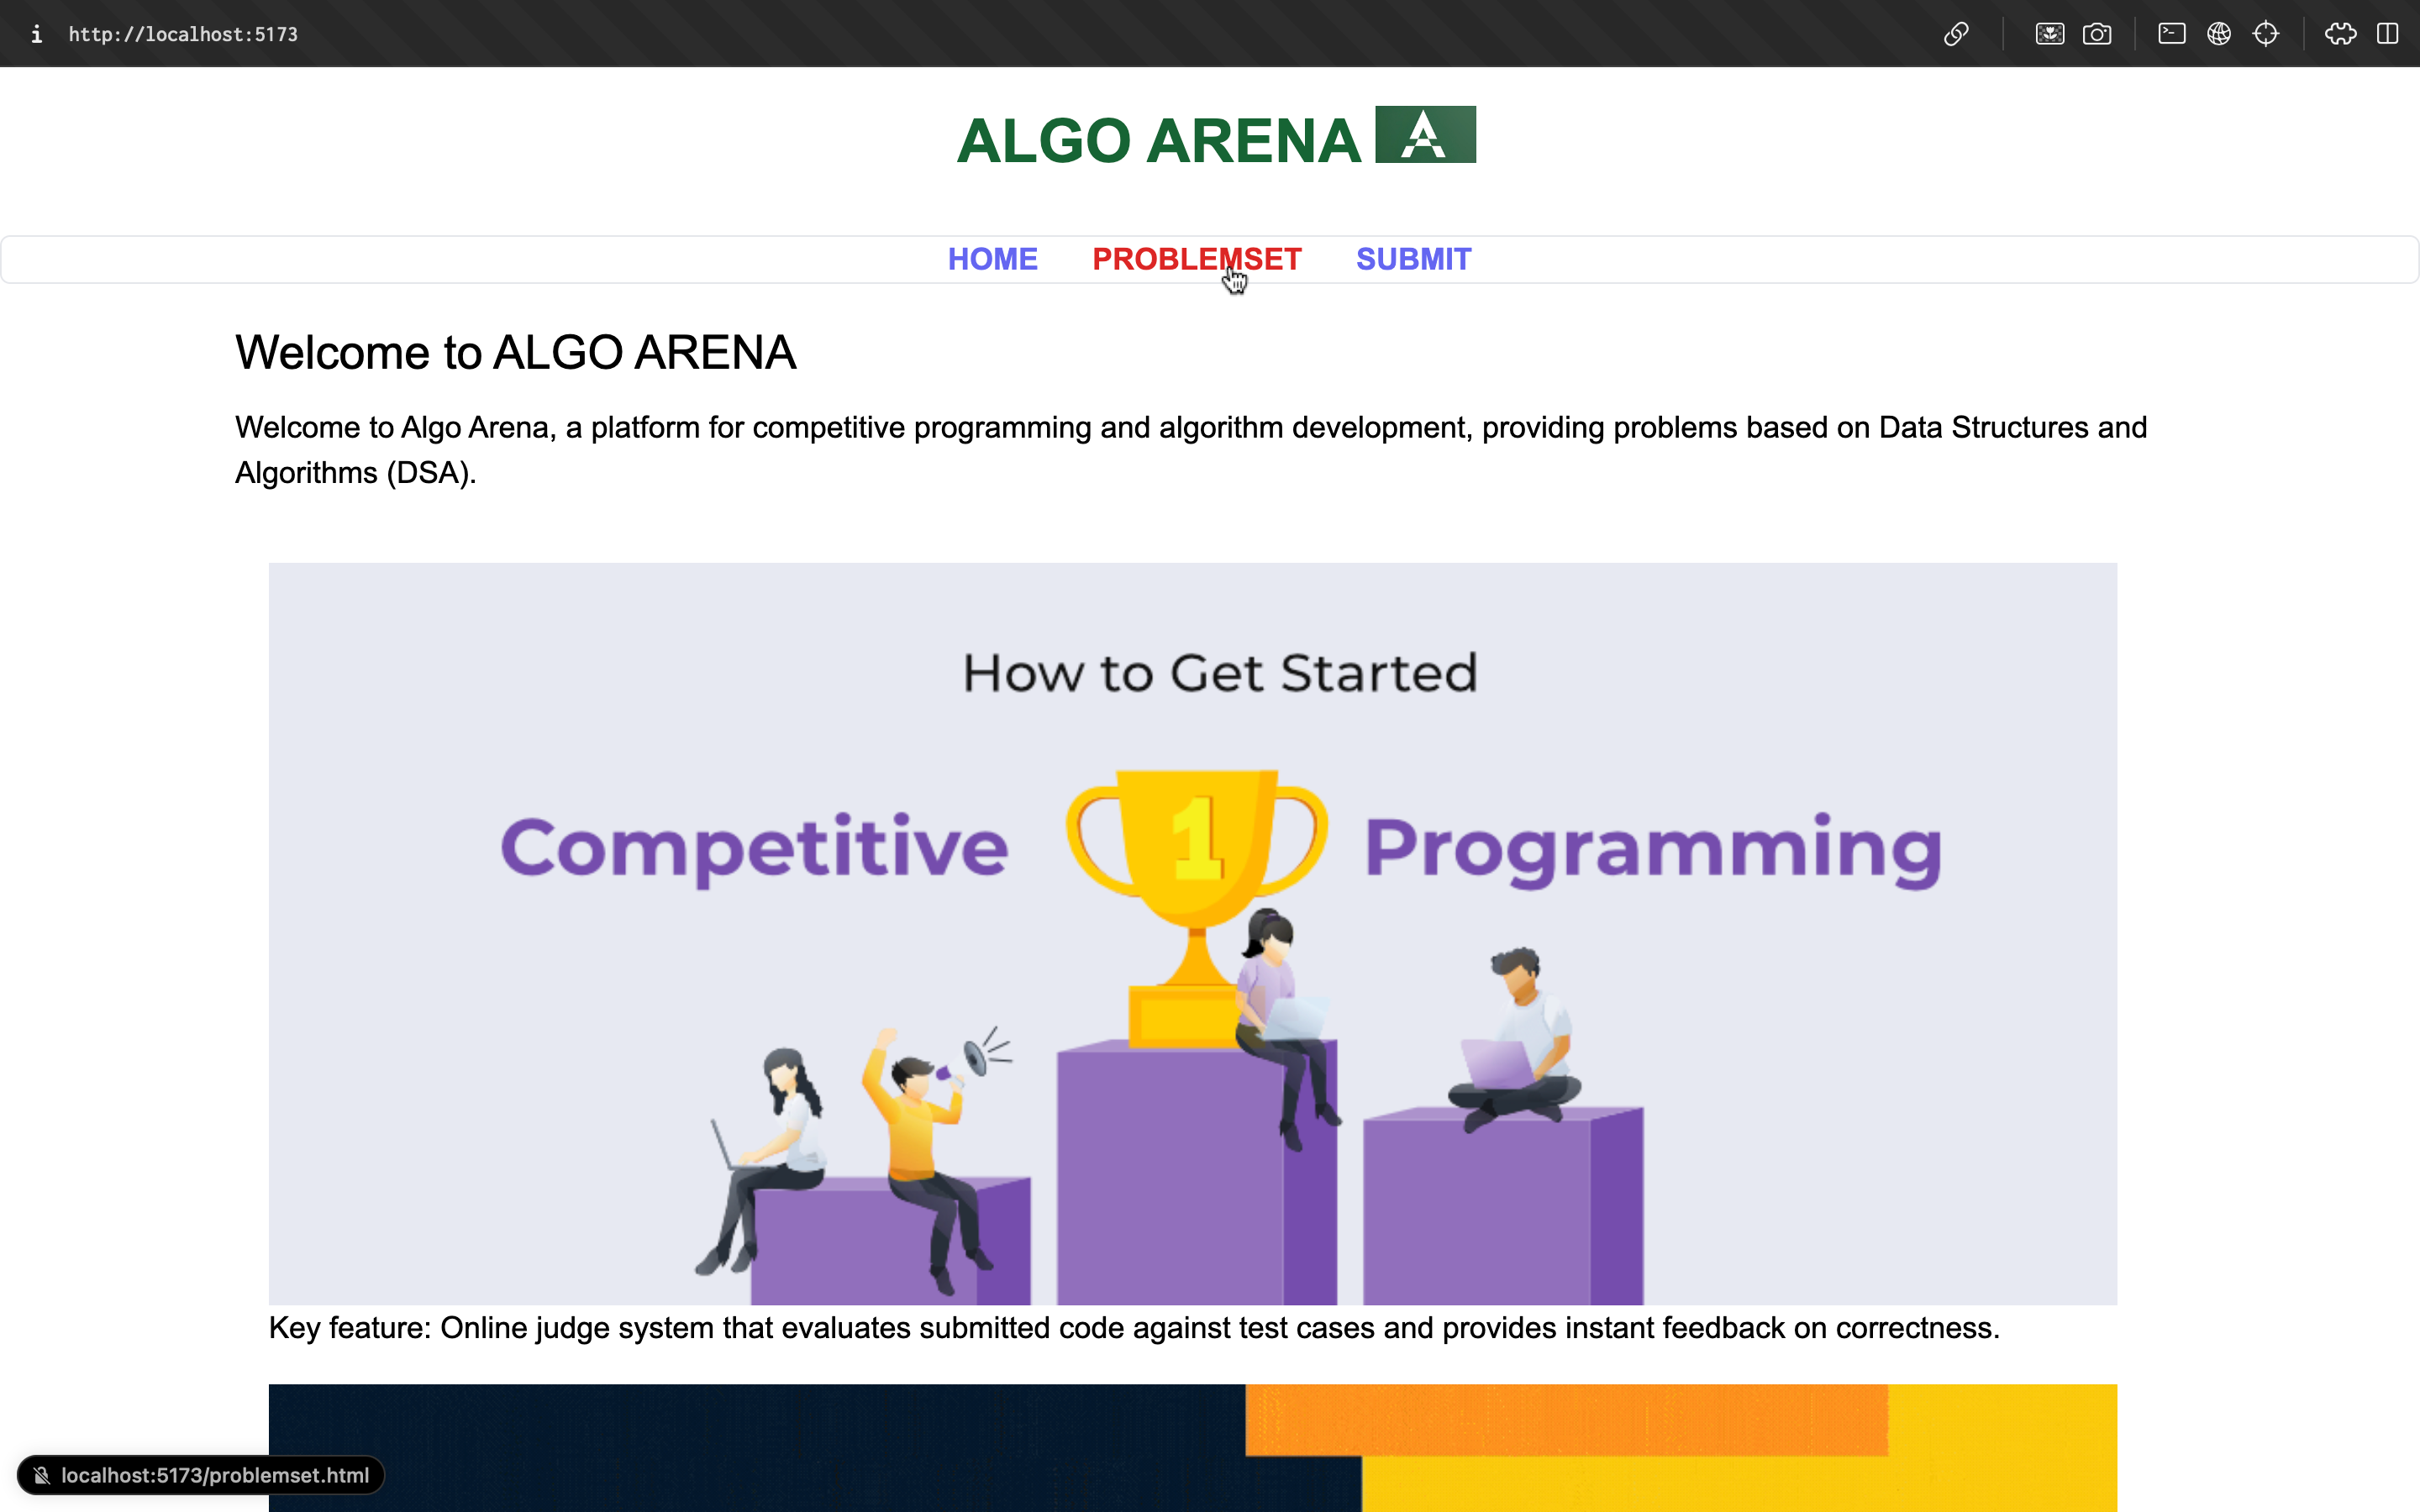 http://localhost:5173
ALGO ARENA A
HOME PROBLEMSET SUBMIT
Welcome to ALGO ARENA
Welcome to Algo Arena, a platform for competitive programming and algorithm development, providing problems based on Data Structures and
Algorithms (DSA).
How to Get Started
Competitive 1 Programming
Key feature: Online judge system that evaluates submitted code against test cases and provides instant feedback on correctness.
localhost:5173/problemset.html